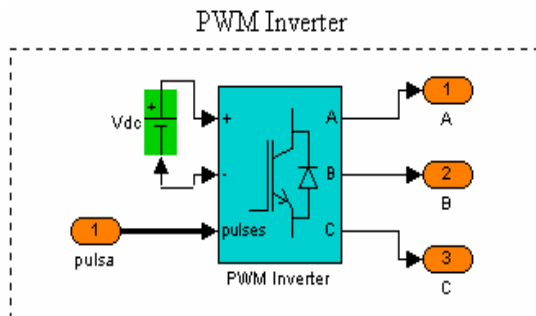 PWM Inverter
+
Vdc
+
-
pulses
A
B
C
PWM Inverter
1
pulsa
1
A
2
B
3
C